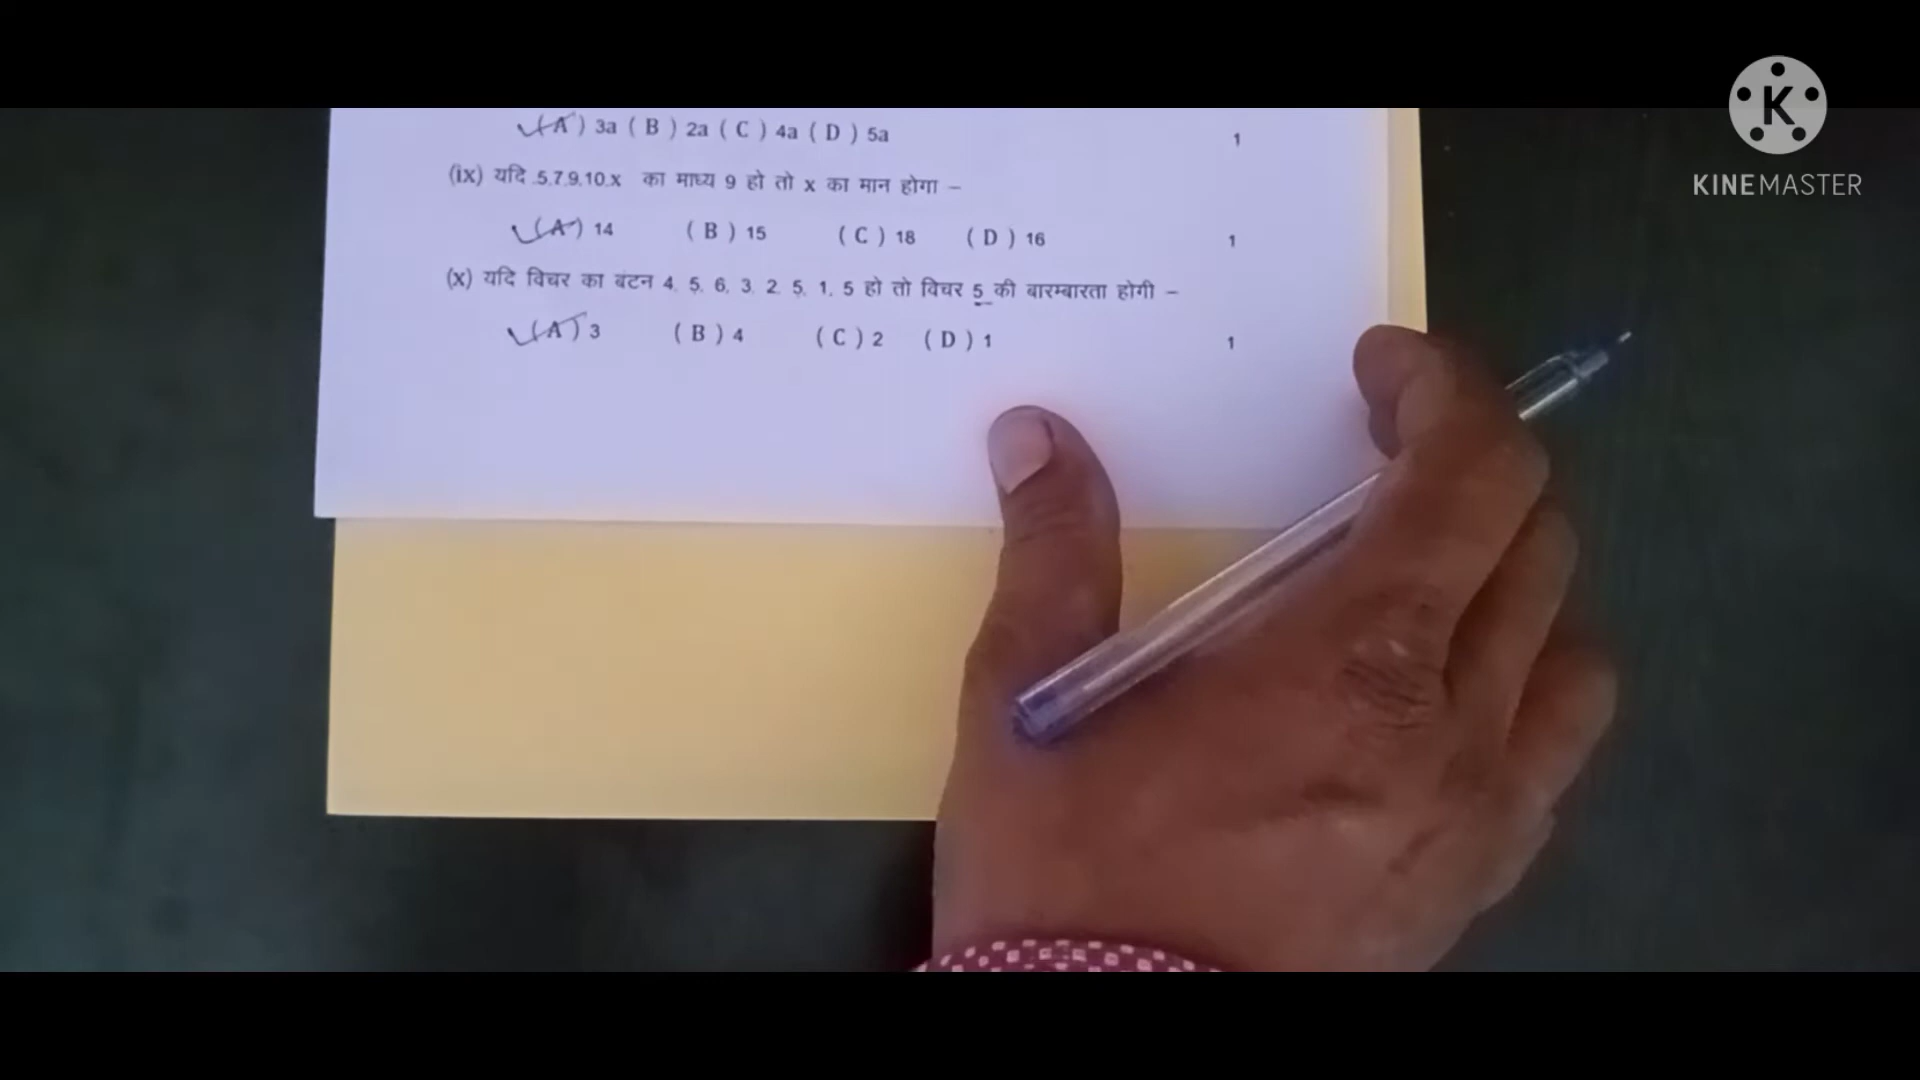 K
KINEMASTER
(A) 3a (B) 2a (C) 4a (D) 5a 1
(ix) यदि 5,7,9,10,x का माध्य 9 हो तो x का मान होगा –
(A) 14 (B) 15 (C) 18 (D) 16 1
(x) यदि विचर का बंटन 4, 5, 6, 3, 2, 5, 1, 5 हो तो विचर 5 की बारम्बारता होगी –
(A) 3 (B) 4 (C) 2 (D) 1 1